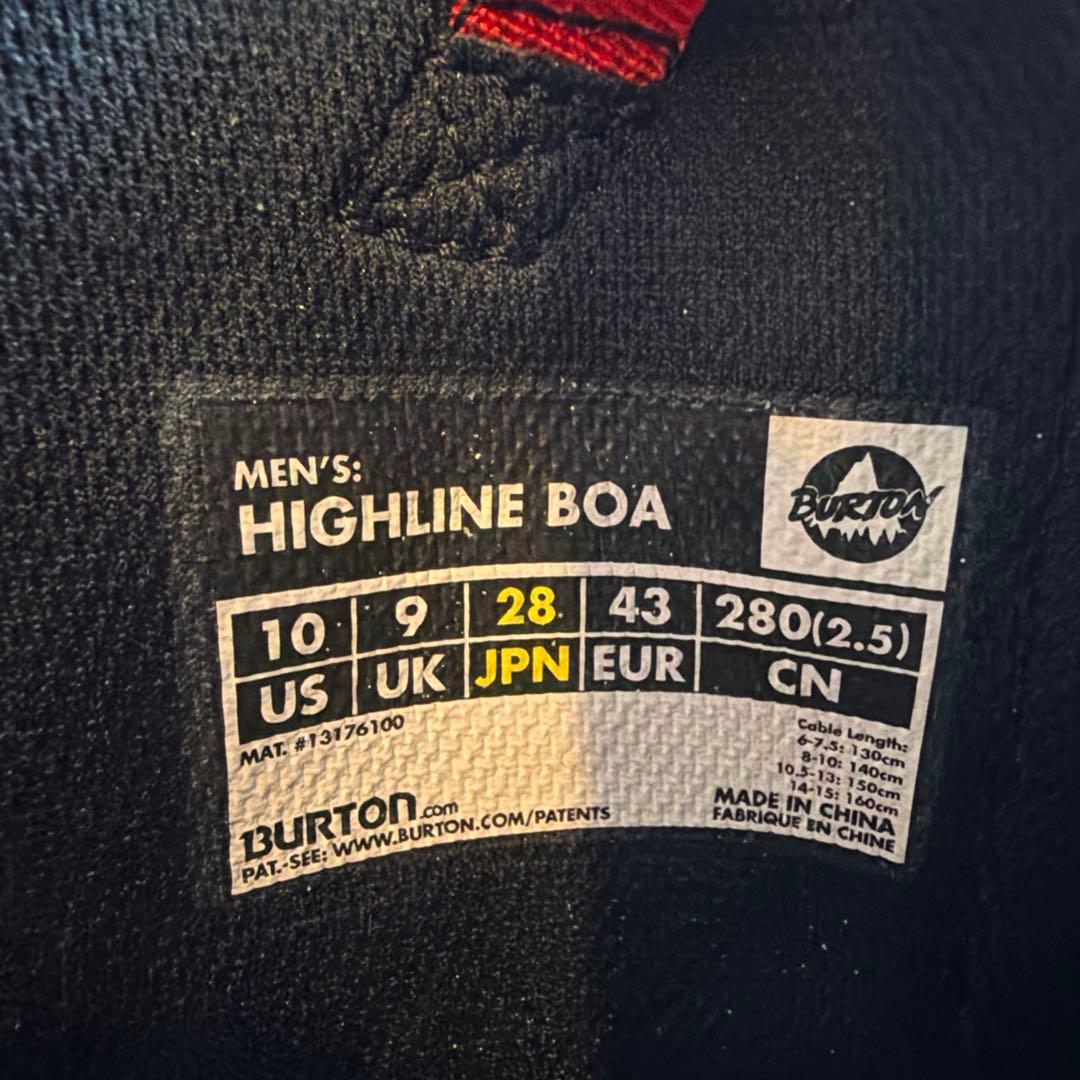 MEN'S:
HIGHLINE BOA
BURTON
10 9 28 43 280(2.5)
US UK JPN EUR CN
MAT. #13176100
Cable Length:
6-7.5: 130cm
8-10: 140cm
10.5-13: 150cm
14-15: 160cm
BURTON.com
PAT.-SEE: WWW.BURTON.COM/PATENTS
MADE IN CHINA
FABRIQUE EN CHINE